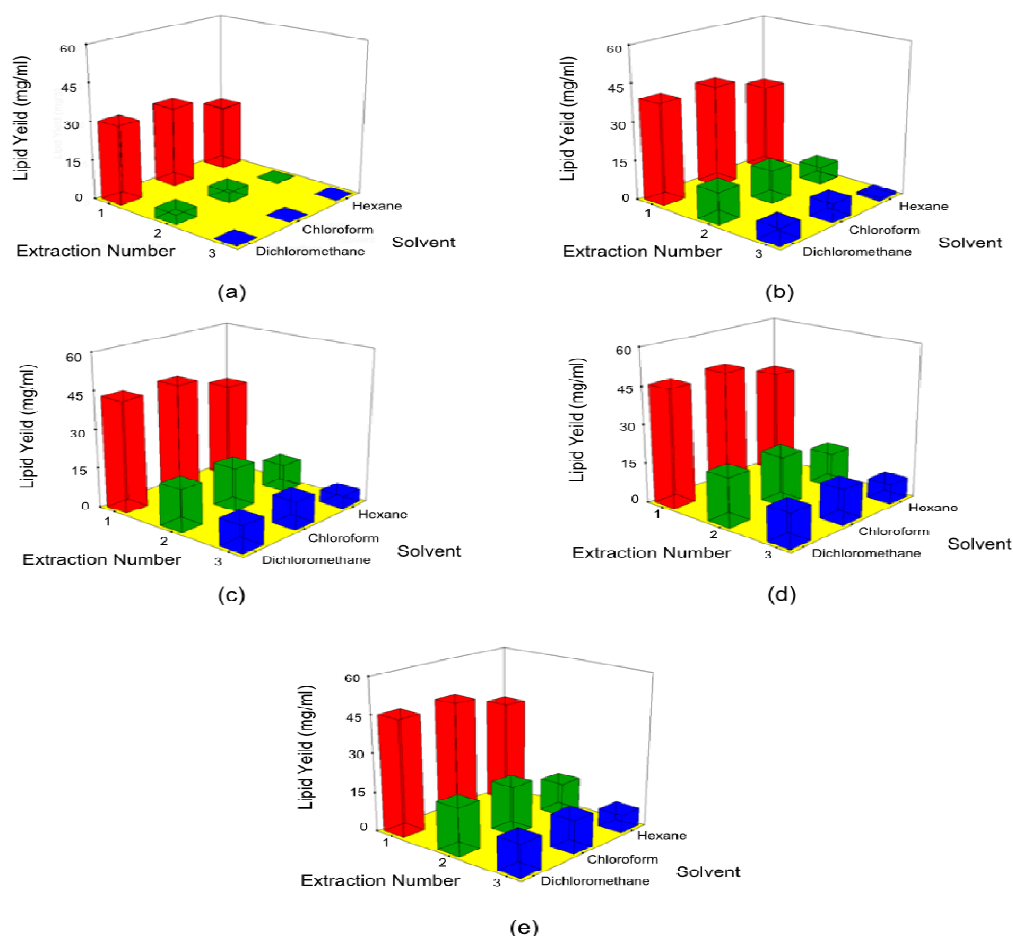 60
45
30
15
0
Lipid Yeild (mg/ml)
1
2
3
Extraction Number
Dichloromethane
Chloroform
Hexane
Solvent
(a)
60
45
30
15
0
Lipid Yeild (mg/ml)
1
2
3
Extraction Number
Dichloromethane
Chloroform
Hexane
Solvent
(b)
60
45
30
15
0
Lipid Yeild (mg/ml)
1
2
3
Extraction Number
Dichloromethane
Chloroform
Hexane
Solvent
(c)
60
45
30
15
0
Lipid Yeild (mg/ml)
1
2
3
Extraction Number
Dichloromethane
Chloroform
Hexane
Solvent
(d)
60
45
30
15
0
Lipid Yeild (mg/ml)
1
2
3
Extraction Number
Dichloromethane
Chloroform
Hexane
Solvent
(e)